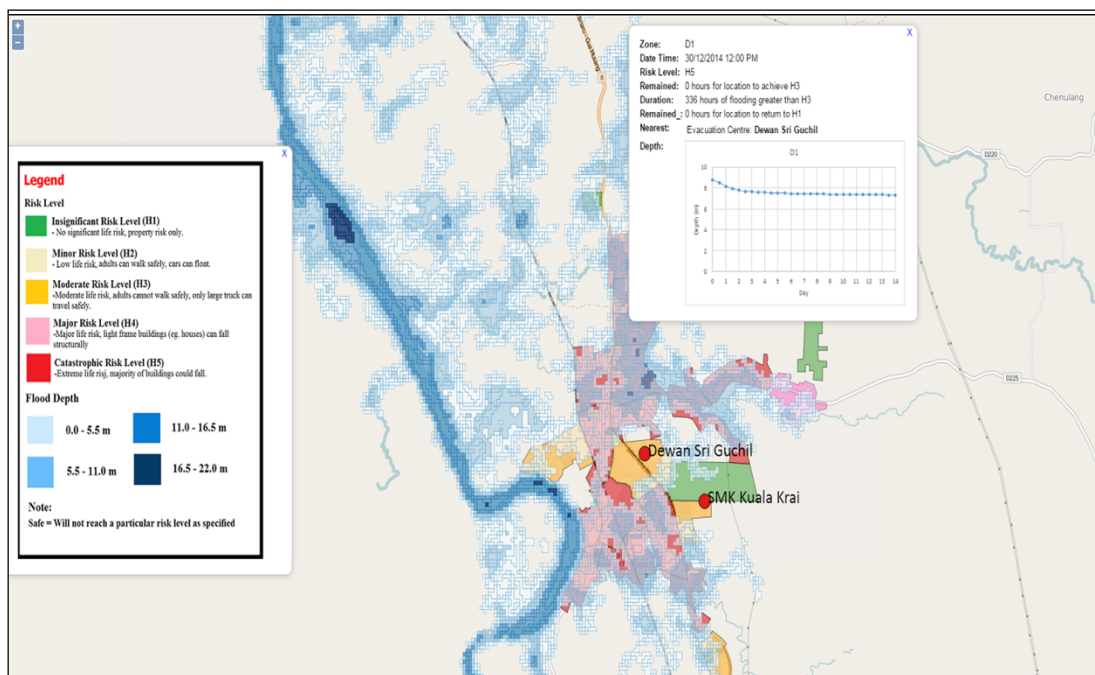 Zone: D1
Date Time: 30/12/2014 12:00 PM
Risk Level: H5
Remained: 0 hours for location to achieve H3
Duration: 336 hours of flooding greater than H3
Remained_: 0 hours for location to return to H1
Nearest: Evacuation Centre: Dewan Sri Guchil
Depth:
X
D1
10
8
6
4
2
0
Depth (m)
0 1 2 3 4 5 6 7 8 9 10 11 12 13 14
Day
X
Legend
Risk Level
Insignificant Risk Level (H1)
- No significant life risk, property risk only.
Minor Risk Level (H2)
- Low life risk, adults can walk safely, cars can float.
Moderate Risk Level (H3)
-Moderate life risk, adults cannot walk safely, only large truck can
travel safely.
Major Risk Level (H4)
-Major life risk, light frame buildings (eg. houses) can fall
structurally
Catastrophic Risk Level (H5)
-Extreme life risj, majority of buildings could fall.
Flood Depth
0.0 - 5.5 m
11.0 - 16.5 m
5.5 - 11.0 m
16.5 - 22.0 m
Note:
Safe = Will not reach a particular risk level as specified
+
−
Gua Musang
8
Chenulang
D220
D225
Dewan Sri Guchil
SMK Kuala Krai